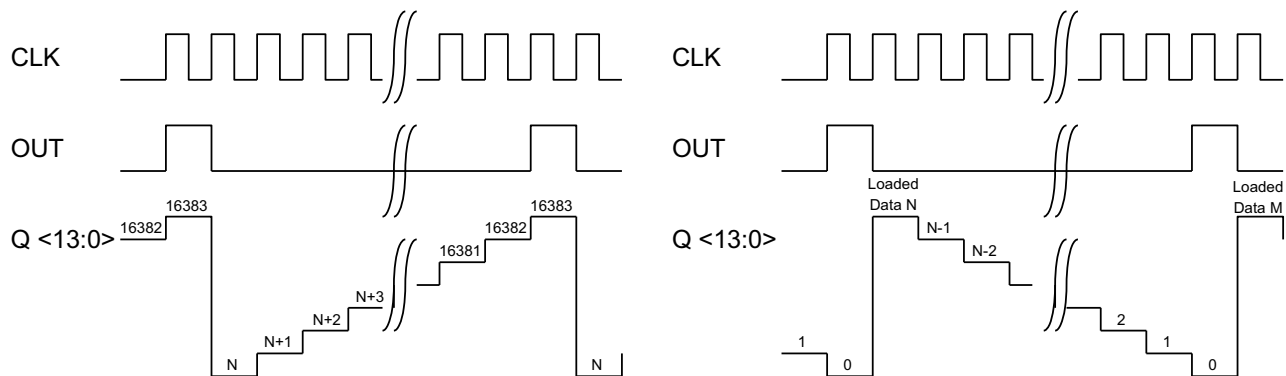 CLK
OUT
16382
16383
Q <13:0>
N
N+1
N+2
N+3
16381
16382
16383
N
CLK
OUT
Loaded
Data N
Loaded
Data M
Q <13:0>
1
0
N-1
N-2
2
1
0